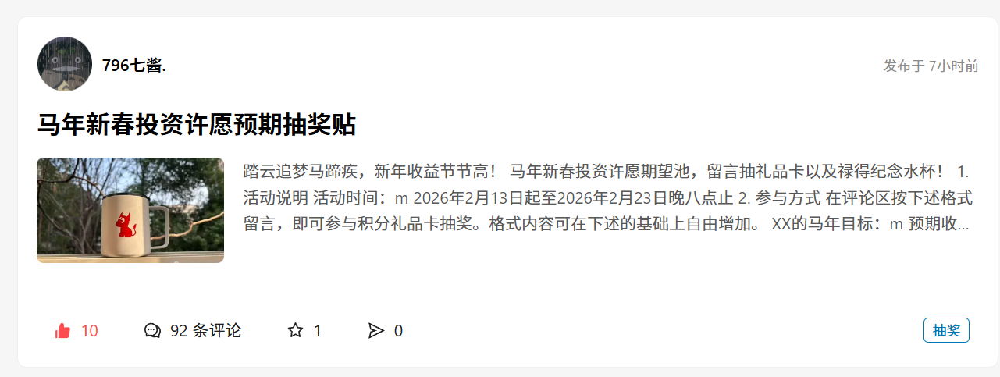 796七酱.
发布于 7小时前
马年新春投资许愿预期抽奖贴
踏云追梦马蹄疾，新年收益节节高！ 马年新春投资许愿期望池，留言抽礼品卡以及禄得纪念水杯！ 1.
活动说明 活动时间：m 2026年2月13日起至2026年2月23日晚八点止 2. 参与方式 在评论区按下述格式
留言，即可参与积分礼品卡抽奖。格式内容可在下述的基础上自由增加。 XX的马年目标：m 预期收...
10
92 条评论
1
0
抽奖